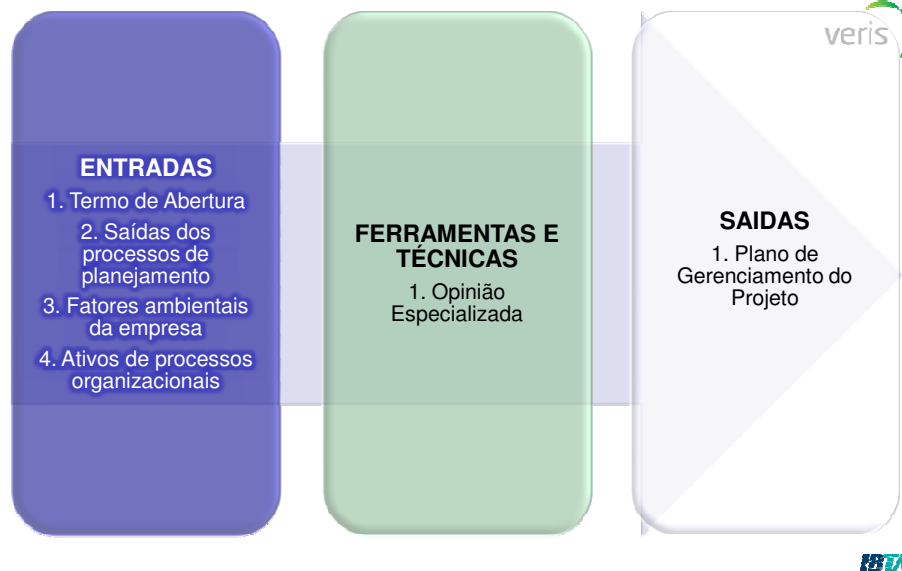 veris
ENTRADAS
1. Termo de Abertura
2. Saídas dos
processos de
planejamento
3. Fatores ambientais
da empresa
4. Ativos de processos
organizacionais
FERRAMENTAS E
TÉCNICAS
1. Opinião
Especializada
SAIDAS
1. Plano de
Gerenciamento do
Projeto